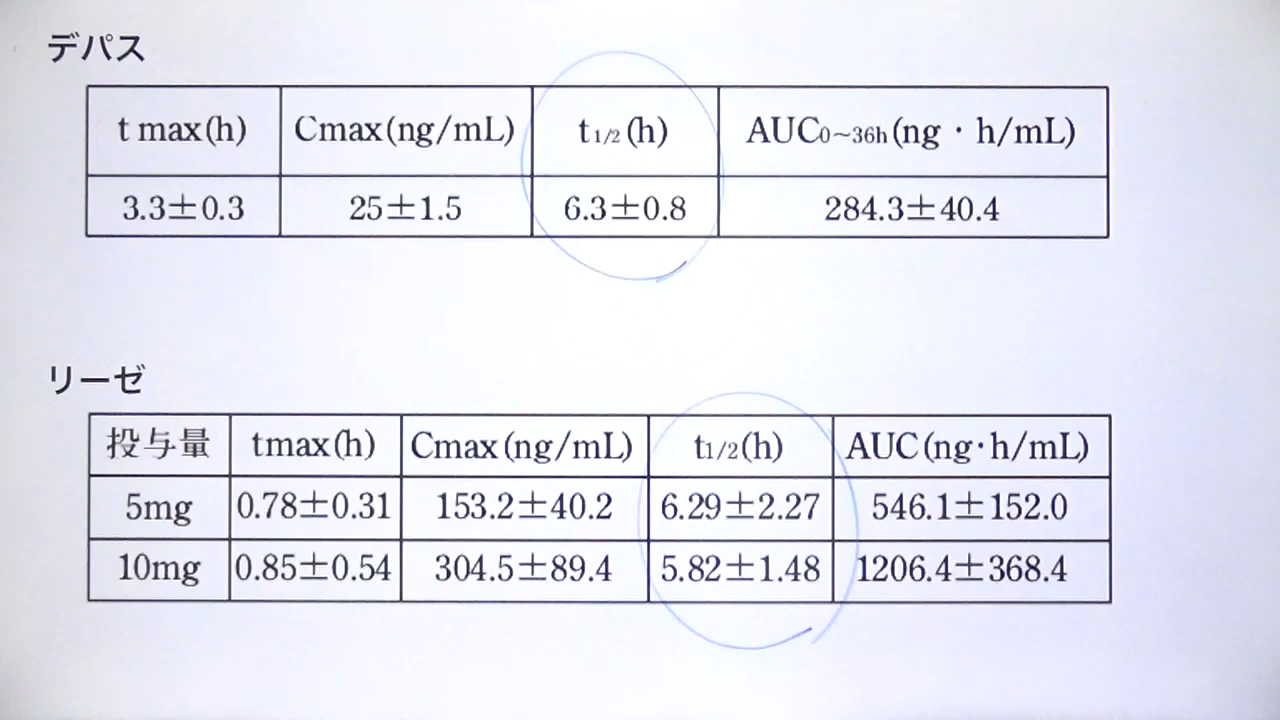 デパス
t max(h) Cmax(ng/mL) t1/2(h) AUC0~36h(ng・h/mL)
3.3±0.3 25±1.5 6.3±0.8 284.3±40.4
リーゼ
投与量 tmax(h) Cmax(ng/mL) t1/2(h) AUC(ng·h/mL)
5mg 0.78±0.31 153.2±40.2 6.29±2.27 546.1±152.0
10mg 0.85±0.54 304.5±89.4 5.82±1.48 1206.4±368.4